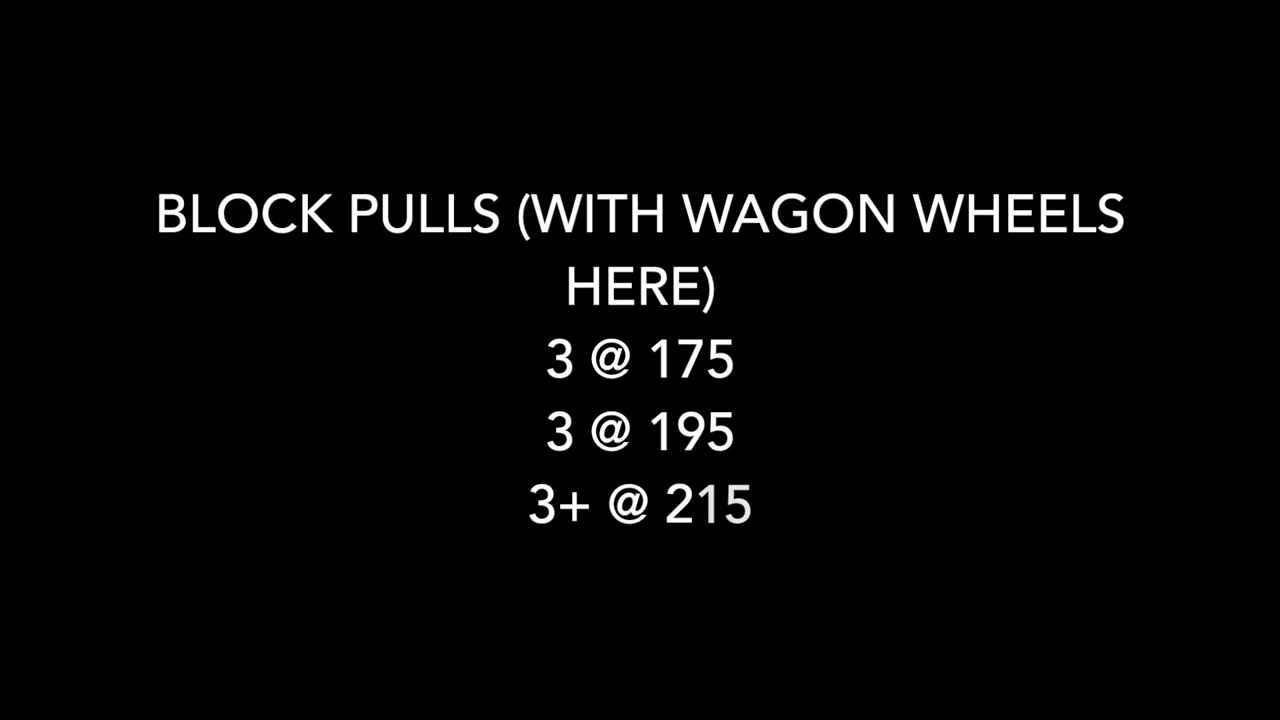 BLOCK PULLS (WITH WAGON WHEELS
HERE)
3 @ 175
3 @ 195
3+ @ 215